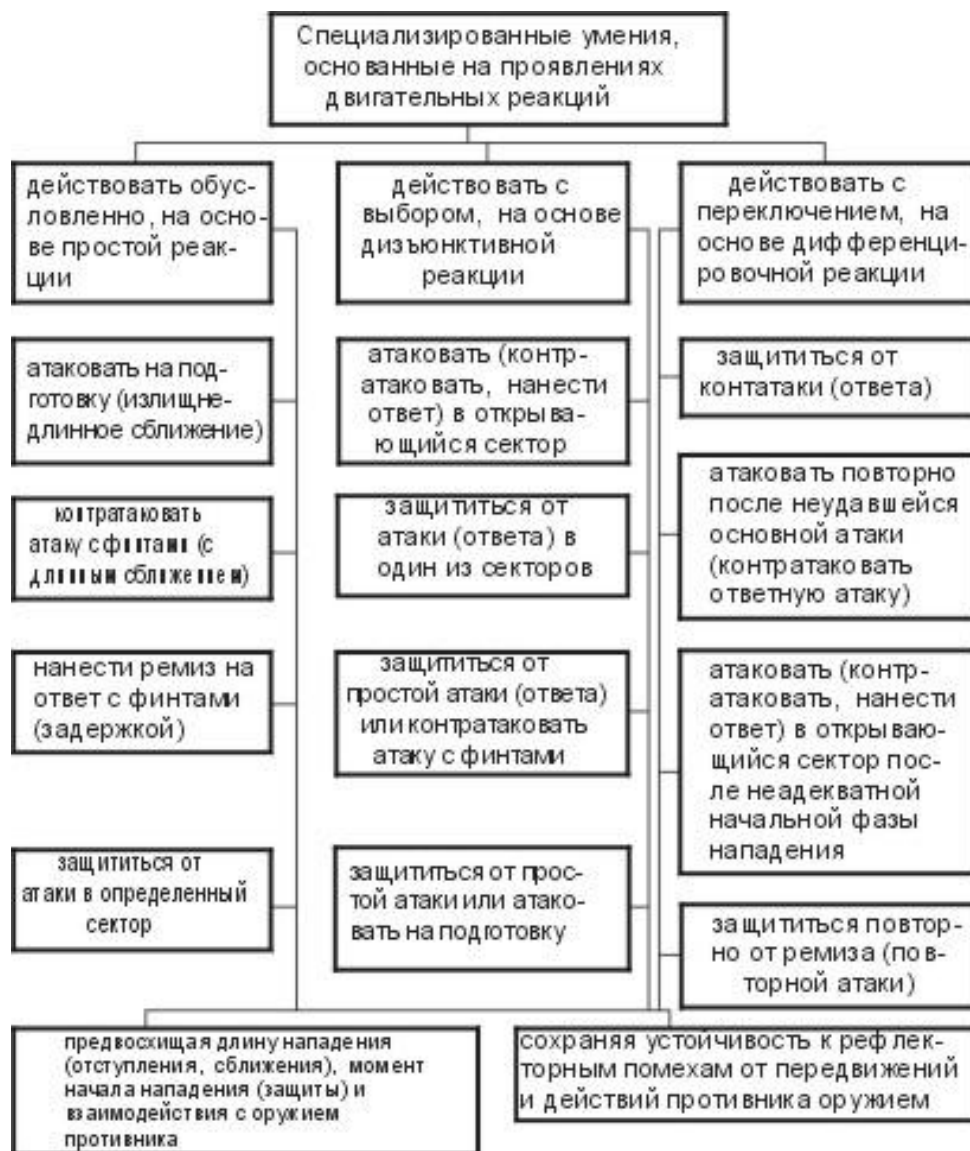 Специализированные умения,
основанные на проявлениях
двигательных реакций
действовать обус-
ловленно, на осно-
ве простой реак-
ции
действовать с
выбором, на основе
дизъюнктивной
реакции
действовать с
переключением, на
основе дифференци-
ровочной реакции
атаковать на под-
готовку (излищне-
длинное сближение)
контратаковать
атаку с финтами (с
длинным сближением)
нанести ремиз на
ответ с финтами
(задержкой)
защититься от
атаки в определенный
сектор
атаковать (контр-
атаковать, нанести
ответ) в открыва-
ющийся сектор
защититься от
атаки (ответа) в
один из секторов
защититься от
простой атаки (ответа)
или контратаковать
атаку с финтами
защититься от прос-
той атаки или атако-
вать на подготовку
защититься от
контатаки (ответа)
атаковать повторно
после неудавшейся
основной атаки
(контратаковать
ответную атаку)
атаковать (контр-
атаковать, нанести
ответ) в открываю-
щийся сектор пос-
ле неадекватной
начальной фазы
нападения
защититься повтор-
но от ремиза (пов-
торной атаки)
предвосхищая длину нападения
(отступления, сближения), момент
начала нападения (защиты) и
взаимодействия с оружием
противника
сохраняя устойчивость к рефлек-
торным помехам от передвижений
и действий противника оружием